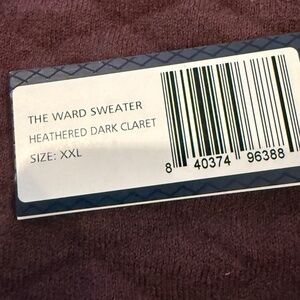 THE WARD SWEATER
HEATHERED DARK CLARET
SIZE: XXL
8 40374 96388